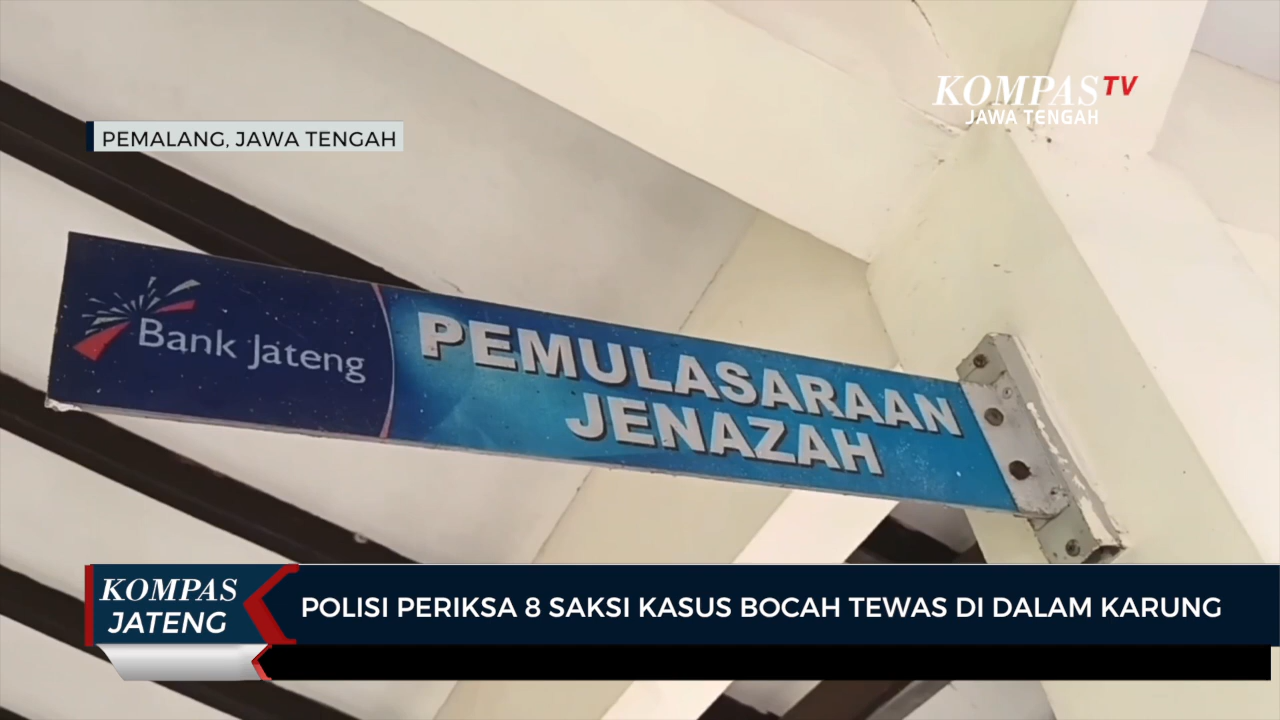 KOMPAS TV
JAWA TENGAH
PEMALANG, JAWA TENGAH
Bank Jateng
PEMULASARAAN
JENAZAH
KOMPAS
JATENG
POLISI PERIKSA 8 SAKSI KASUS BOCAH TEWAS DI DALAM KARUNG